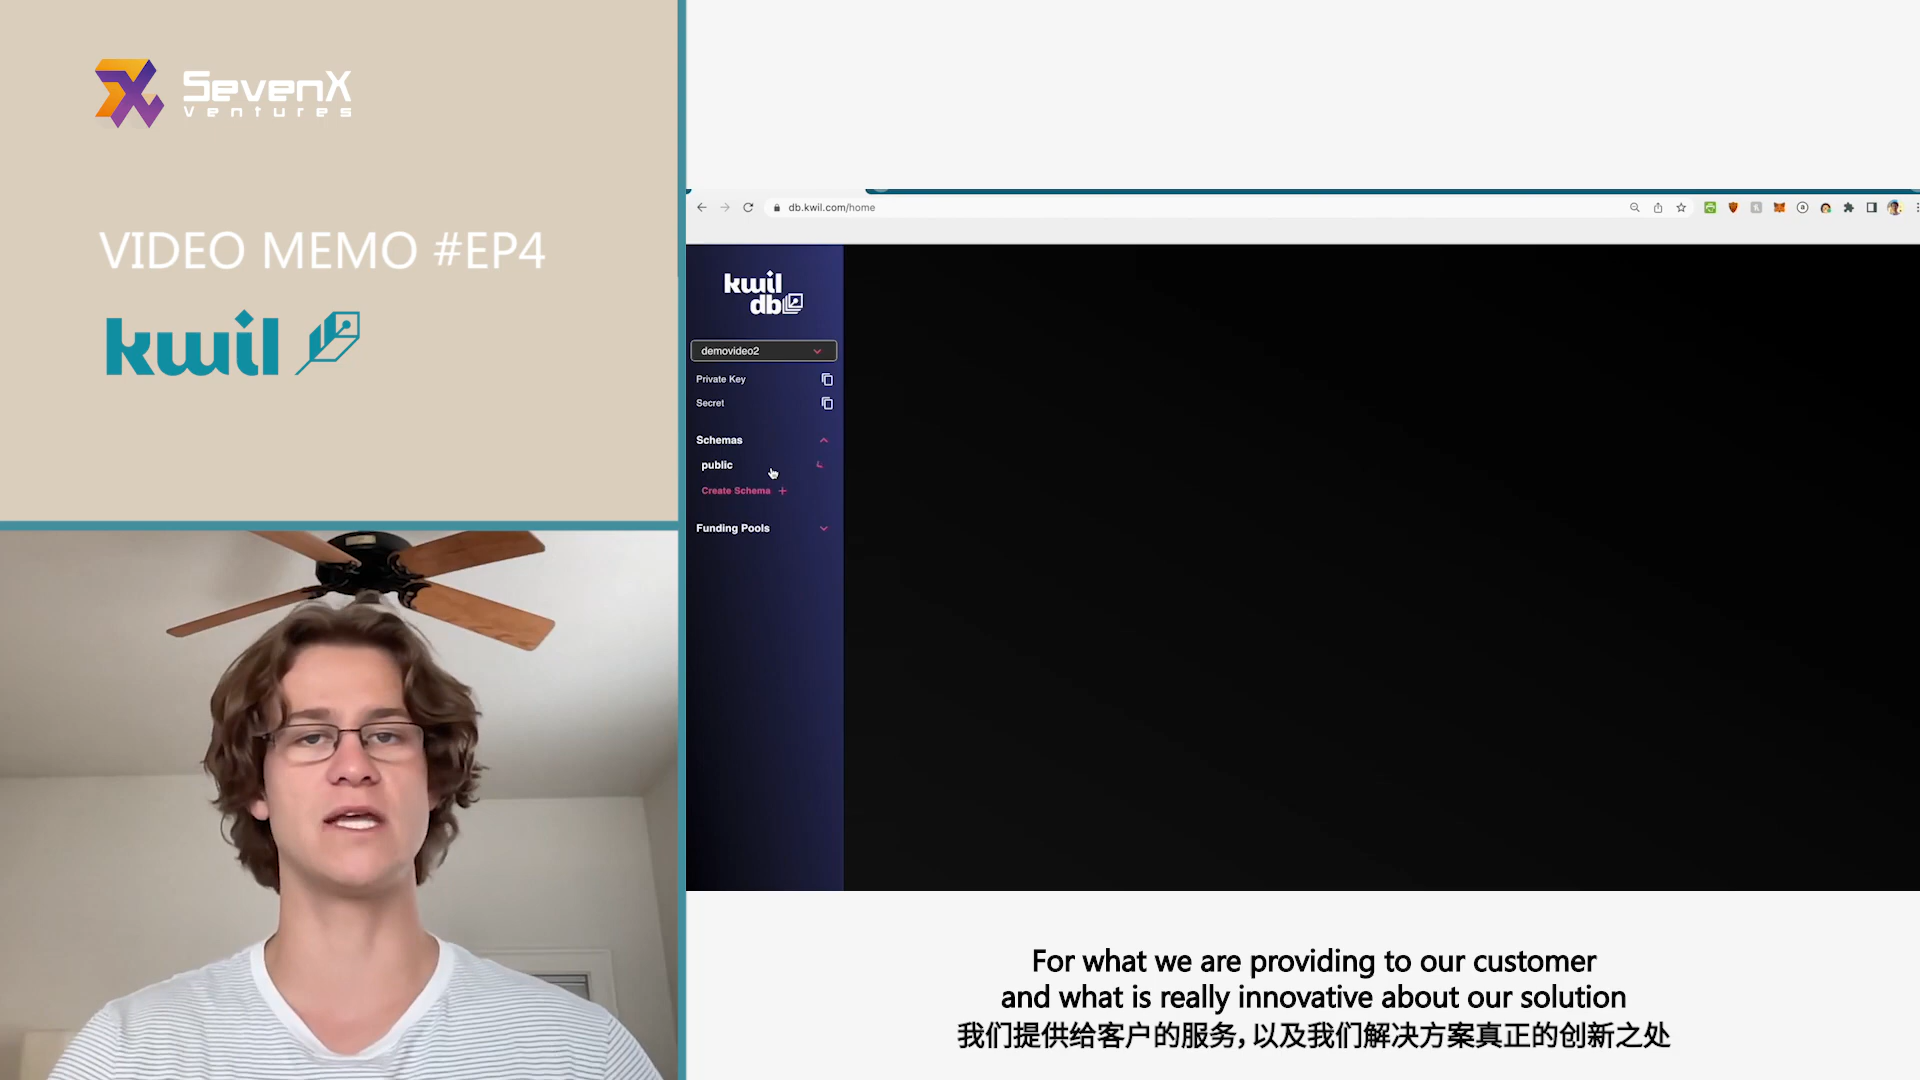 SevenX
Ventures
VIDEO MEMO #EP4
kwil
db.kwil.com/home
kwil
db
demovideo2
Private Key
Secret
Schemas
public
Create Schema +
Funding Pools
For what we are providing to our customer
and what is really innovative about our solution
我们提供给客户的服务，以及我们解决方案真正的创新之处